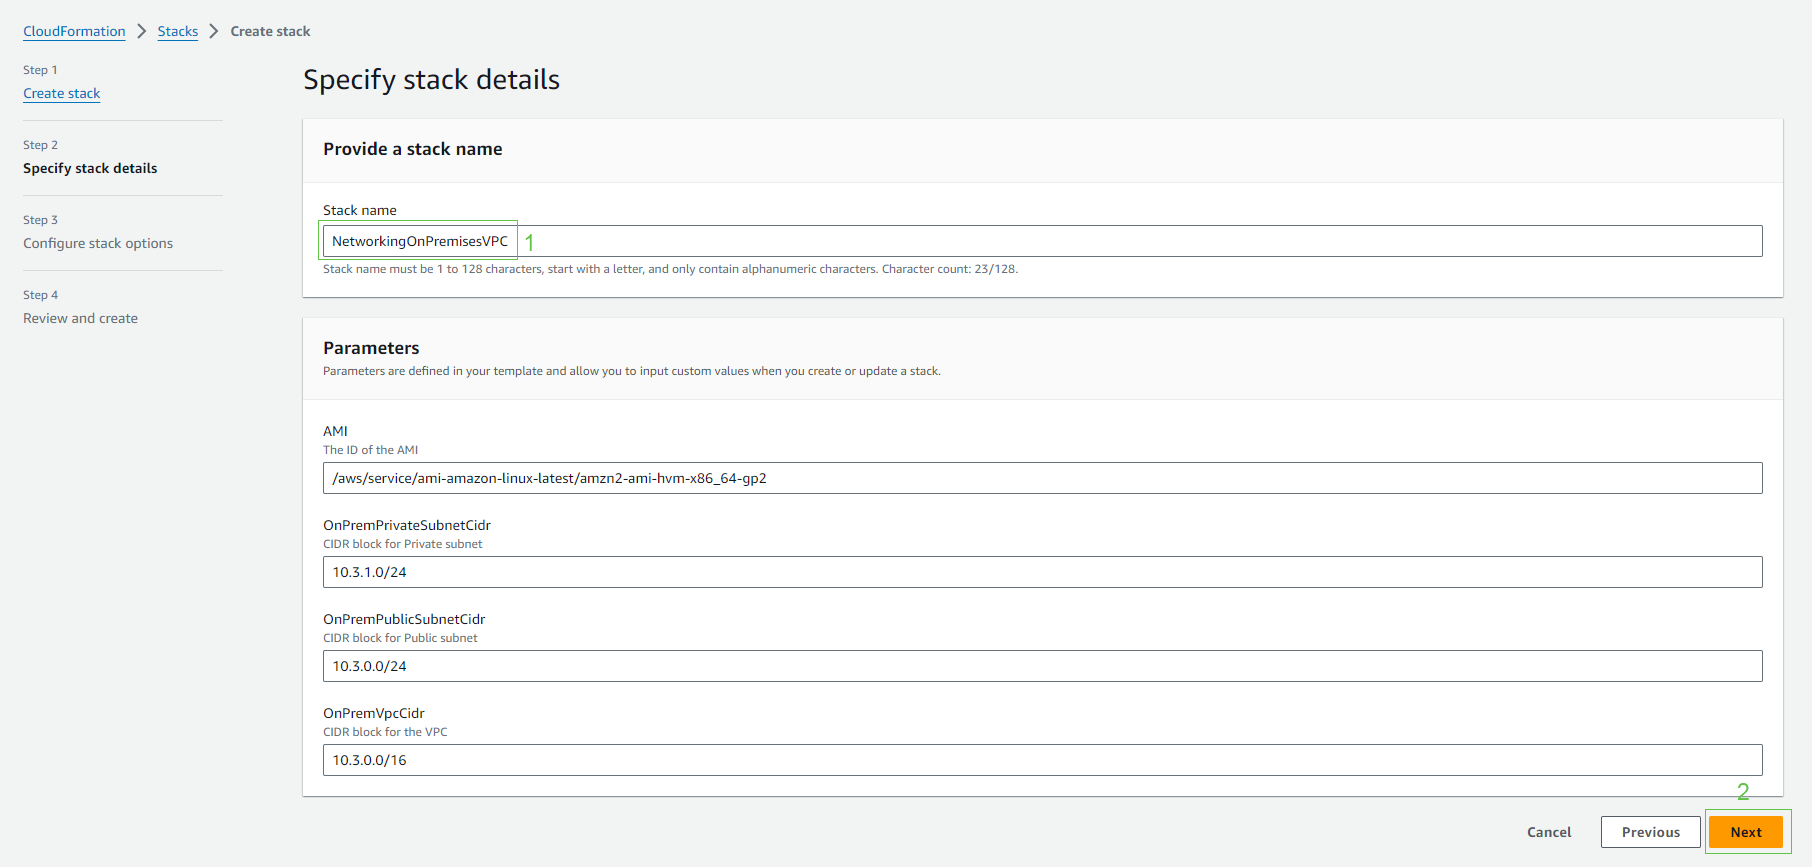 CloudFormation > Stacks > Create stack
Step 1
Create stack
Step 2
Specify stack details
Step 3
Configure stack options
Step 4
Review and create
Specify stack details
Provide a stack name
Stack name
NetworkingOnPremisesVPC 1
Stack name must be 1 to 128 characters, start with a letter, and only contain alphanumeric characters. Character count: 23/128.
Parameters
Parameters are defined in your template and allow you to input custom values when you create or update a stack.
AMI
The ID of the AMI
/aws/service/ami-amazon-linux-latest/amzn2-ami-hvm-x86_64-gp2
OnPremPrivateSubnetCidr
CIDR block for Private subnet
10.3.1.0/24
OnPremPublicSubnetCidr
CIDR block for Public subnet
10.3.0.0/24
OnPremVpcCidr
CIDR block for the VPC
10.3.0.0/16
2
Cancel Previous Next